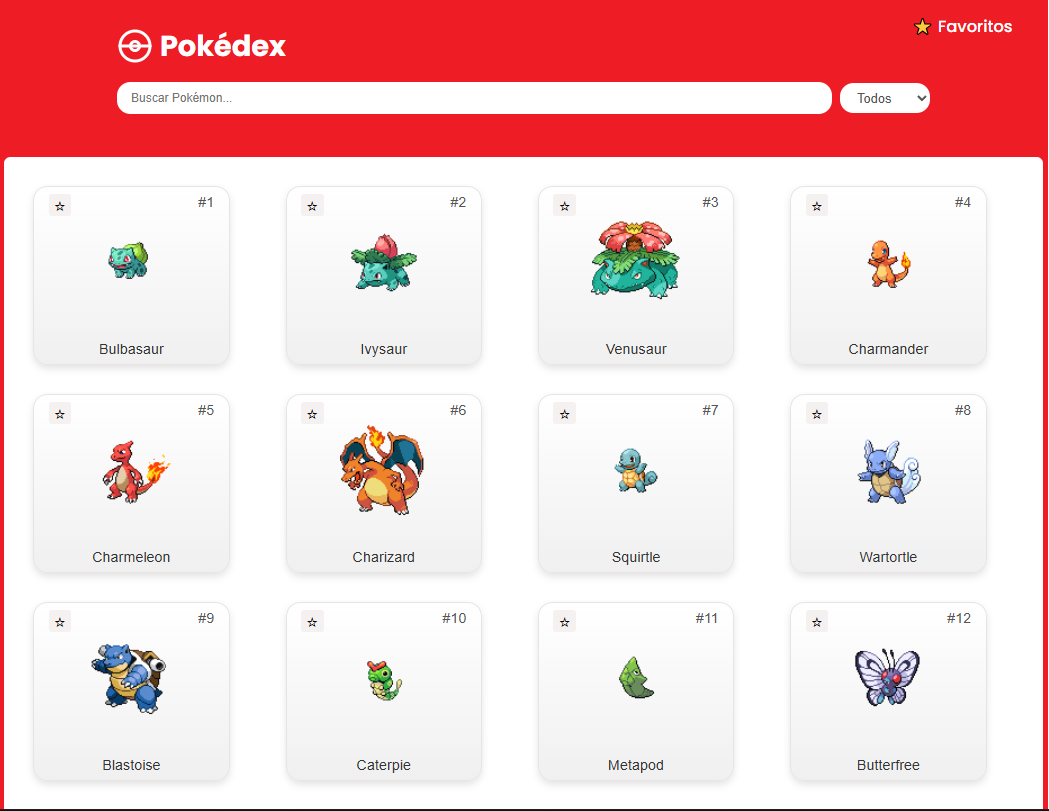 Favoritos
Pokédex
Buscar Pokémon...
Todos
#1
Bulbasaur
#2
Ivysaur
#3
Venusaur
#4
Charmander
#5
Charmeleon
#6
Charizard
#7
Squirtle
#8
Wartortle
#9
Blastoise
#10
Caterpie
#11
Metapod
#12
Butterfree